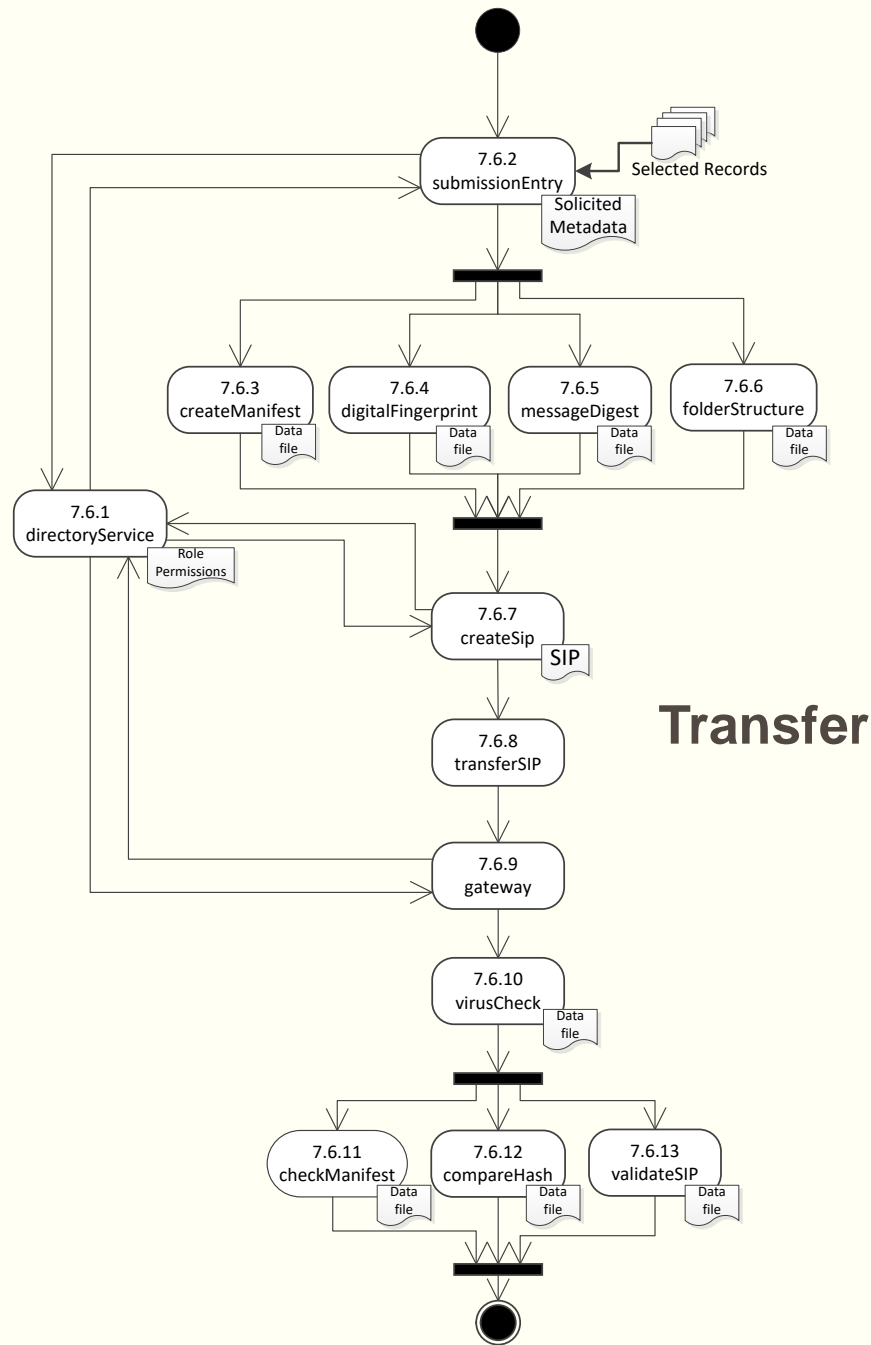 7.6.2
submissionEntry
Selected Records
Solicited
Metadata
7.6.3
createManifest
Data
file
7.6.4
digitalFingerprint
Data
file
7.6.5
messageDigest
Data
file
7.6.6
folderStructure
Data
file
7.6.1
directoryService
Role
Permissions
7.6.7
createSip
SIP
Transfer
7.6.8
transferSIP
7.6.9
gateway
7.6.10
virusCheck
Data
file
7.6.11
checkManifest
Data
file
7.6.12
compareHash
Data
file
7.6.13
validateSIP
Data
file